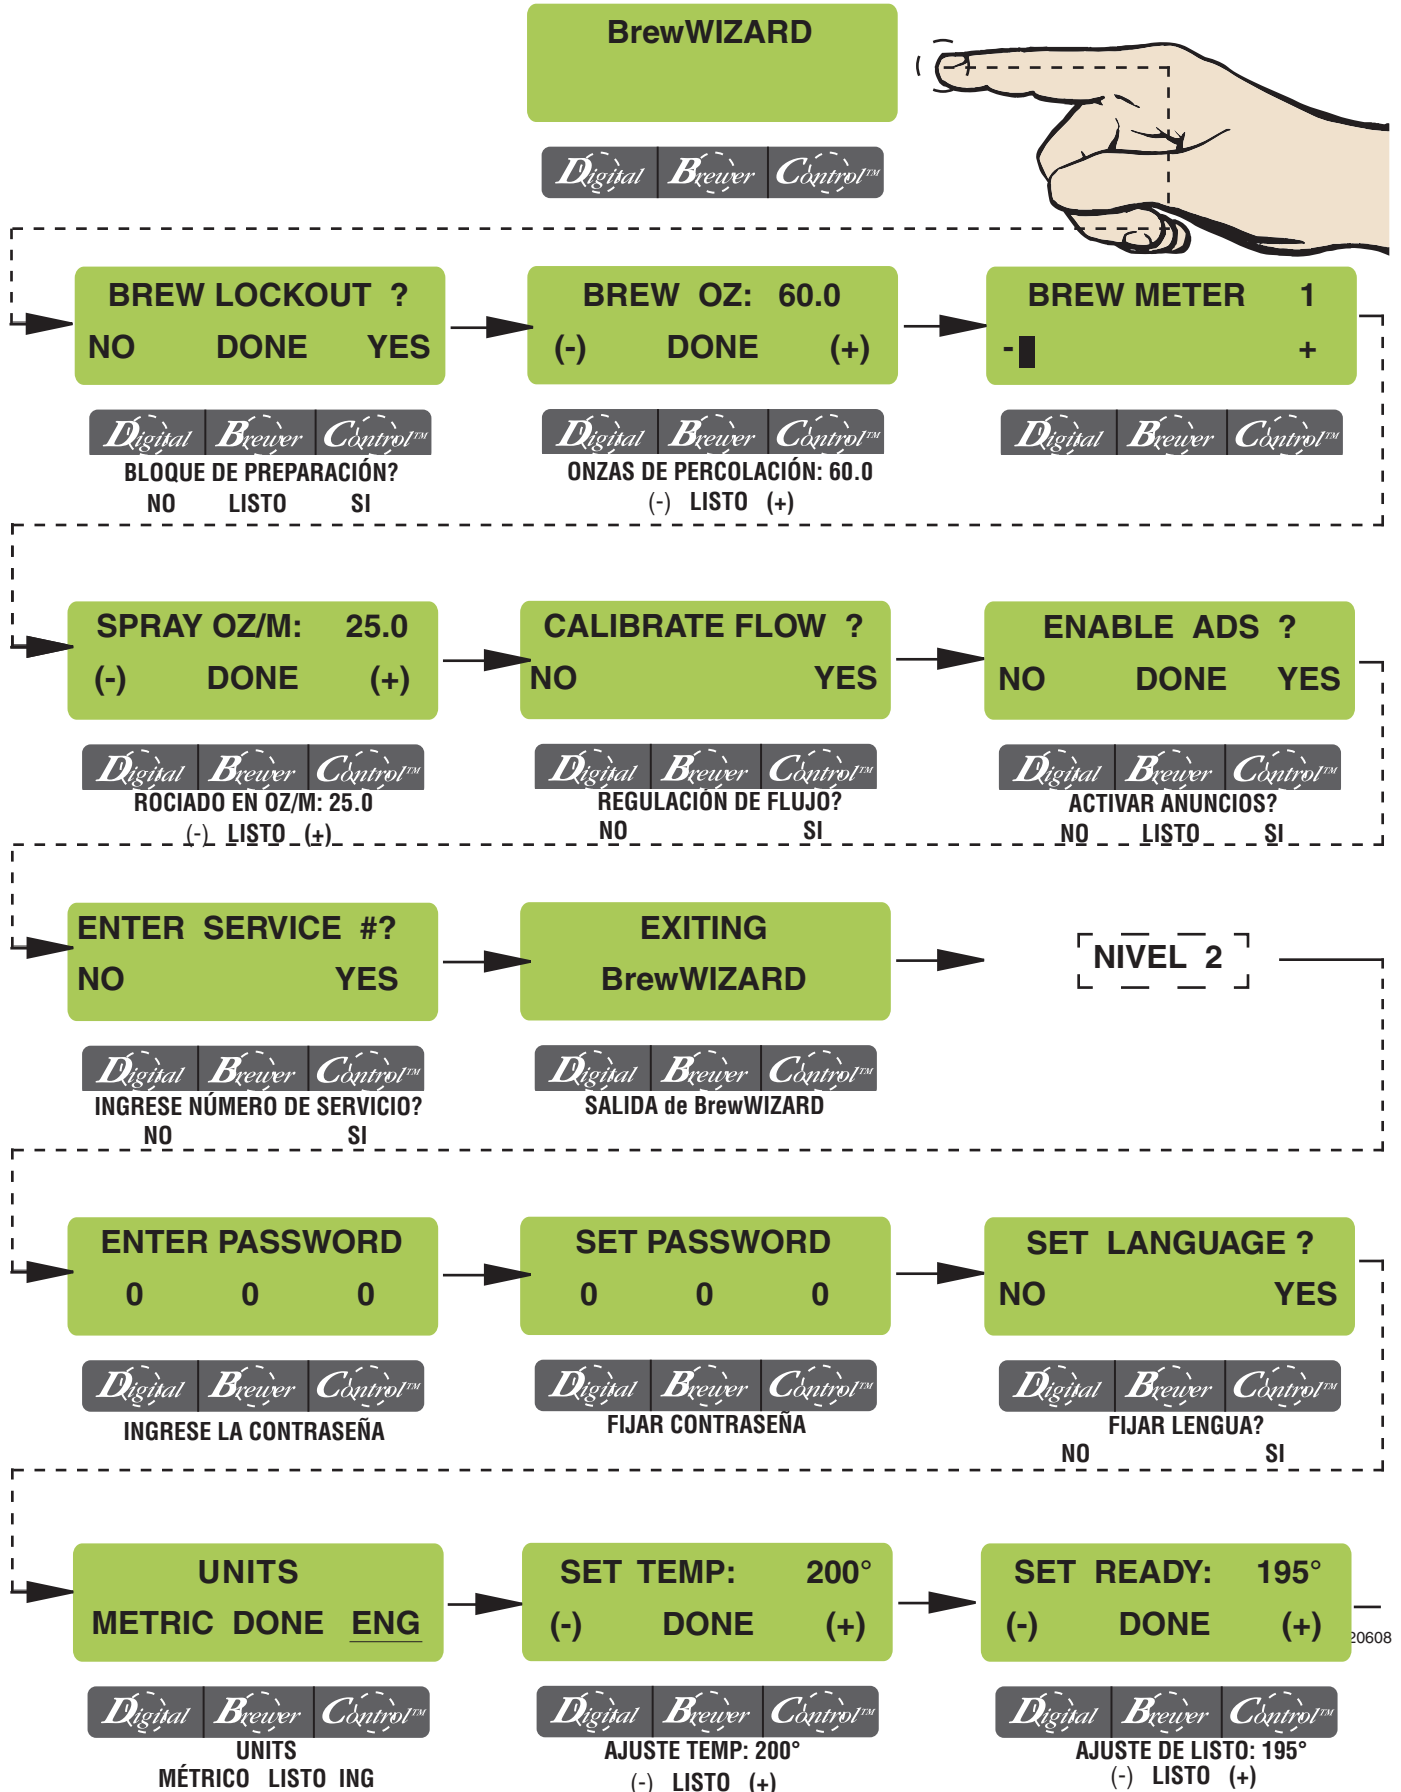 BrewWIZARD
Digital Brewer Control™
BREW LOCKOUT ?
NO DONE YES
Digital Brewer Control™
BLOQUE DE PREPARACIÓN?
NO LISTO SI
BREW OZ: 60.0
(-) DONE (+)
Digital Brewer Control™
ONZAS DE PERCOLACIÓN: 60.0
(-) LISTO (+)
BREW METER 1
- +
Digital Brewer Control™
SPRAY OZ/M: 25.0
(-) DONE (+)
Digital Brewer Control™
ROCIADO EN OZ/M: 25.0
(-) LISTO (+)
CALIBRATE FLOW ?
NO YES
Digital Brewer Control™
REGULACIÓN DE FLUJO?
NO SI
ENABLE ADS ?
NO DONE YES
Digital Brewer Control™
ACTIVAR ANUNCIOS?
NO LISTO SI
ENTER SERVICE #?
NO YES
Digital Brewer Control™
INGRESE NÚMERO DE SERVICIO?
NO SI
EXITING
BrewWIZARD
Digital Brewer Control™
SALIDA de BrewWIZARD
NIVEL 2
ENTER PASSWORD
0 0 0
Digital Brewer Control™
INGRESE LA CONTRASEÑA
SET PASSWORD
0 0 0
Digital Brewer Control™
FIJAR CONTRASEÑA
SET LANGUAGE ?
NO YES
Digital Brewer Control™
FIJAR LENGUA?
NO SI
UNITS
METRIC DONE ENG
Digital Brewer Control™
UNITS
MÉTRICO LISTO ING
SET TEMP: 200°
(-) DONE (+)
Digital Brewer Control™
AJUSTE TEMP: 200°
(-) LISTO (+)
SET READY: 195°
(-) DONE (+)
20608
Digital Brewer Control™
AJUSTE DE LISTO: 195°
(-) LISTO (+)